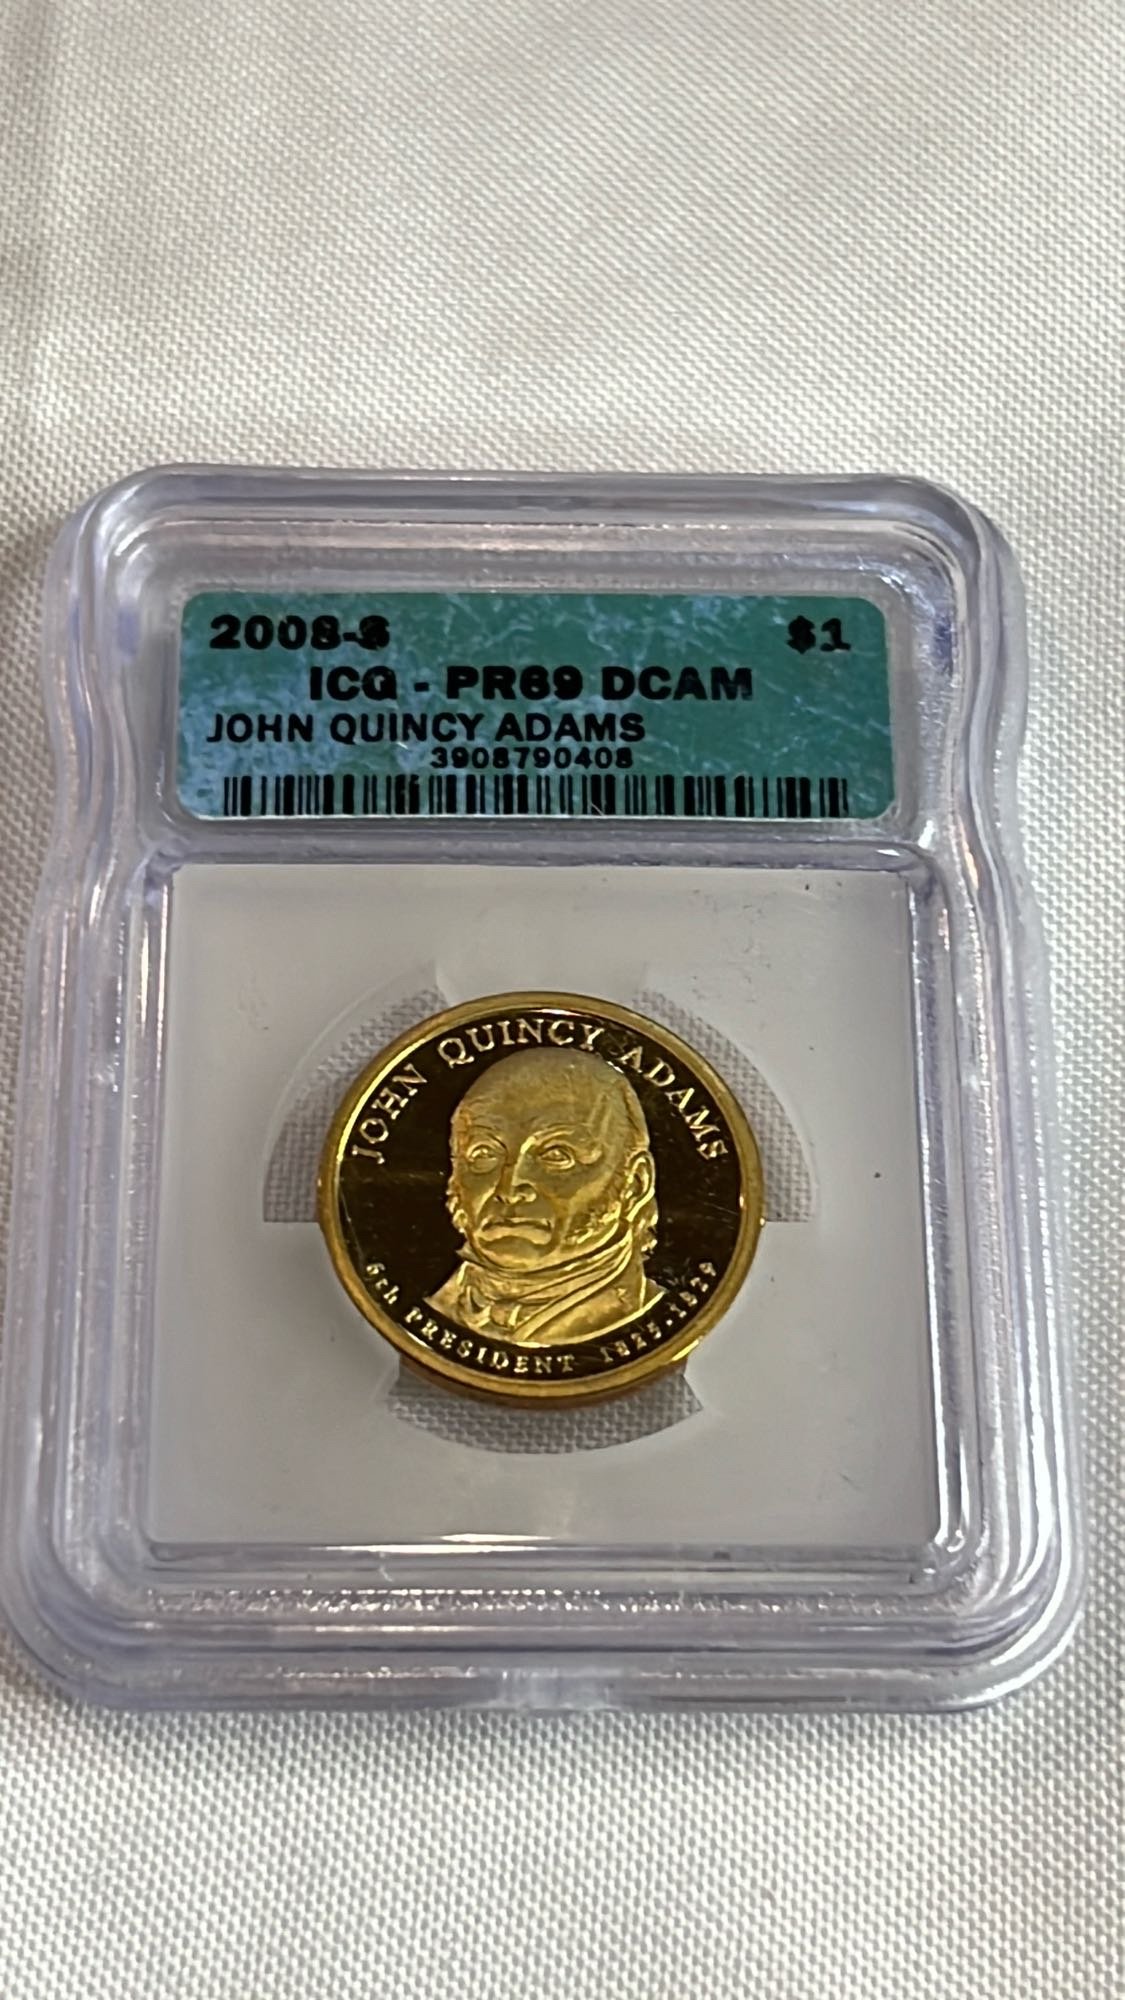 2008-S $1
ICG - PR69 DCAM
JOHN QUINCY ADAMS
3908790408
JOHN QUINCY ADAMS
6th PRESIDENT 1825-1829